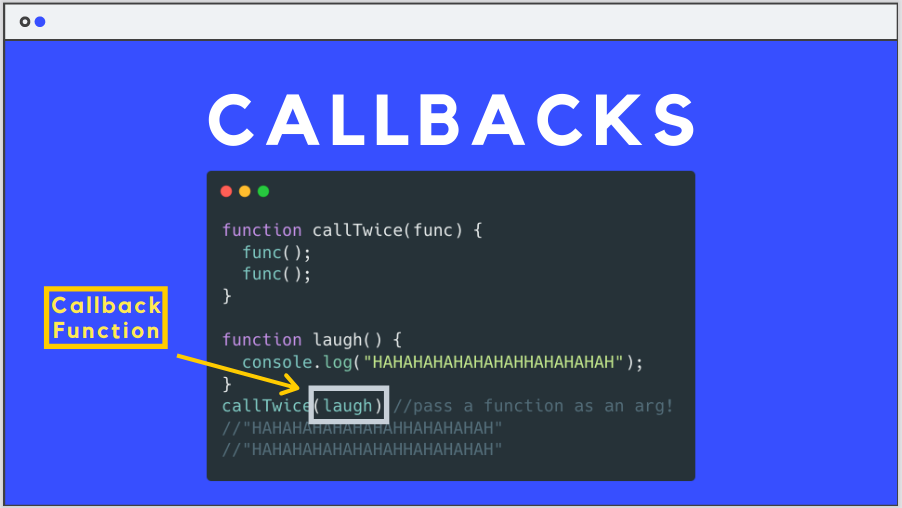 CALLBACKS
function callTwice(func) {
func();
func();
}
function laugh() {
console.log("HAHAHAHAHAHAHAHHAHAHAHAH");
}
callTwice(laugh) //pass a function as an arg!
//"HAHAHAHAHAHAHAHHAHAHAHAH"
//"HAHAHAHAHAHAHAHHAHAHAHAH"
Callback
Function